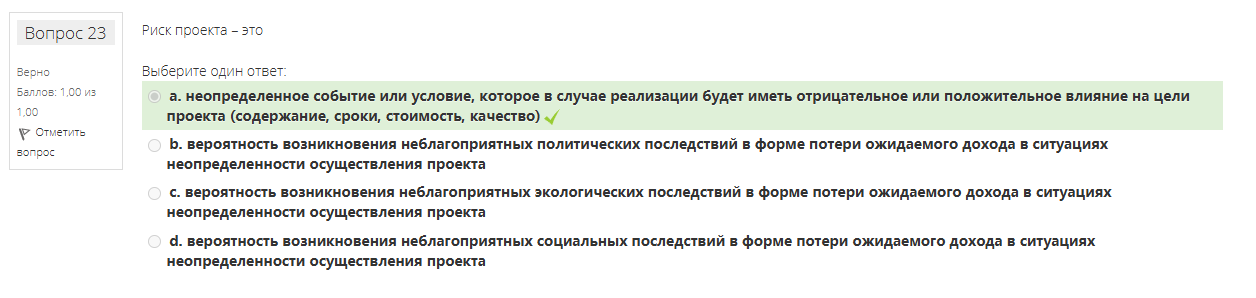 Вопрос 23
Верно
Баллов: 1,00 из
1,00
Отметить
вопрос
Риск проекта – это
Выберите один ответ:
a. неопределенное событие или условие, которое в случае реализации будет иметь отрицательное или положительное влияние на цели
проекта (содержание, сроки, стоимость, качество)
b. вероятность возникновения неблагоприятных политических последствий в форме потери ожидаемого дохода в ситуациях
неопределенности осуществления проекта
c. вероятность возникновения неблагоприятных экологических последствий в форме потери ожидаемого дохода в ситуациях
неопределенности осуществления проекта
d. вероятность возникновения неблагоприятных социальных последствий в форме потери ожидаемого дохода в ситуациях
неопределенности осуществления проекта